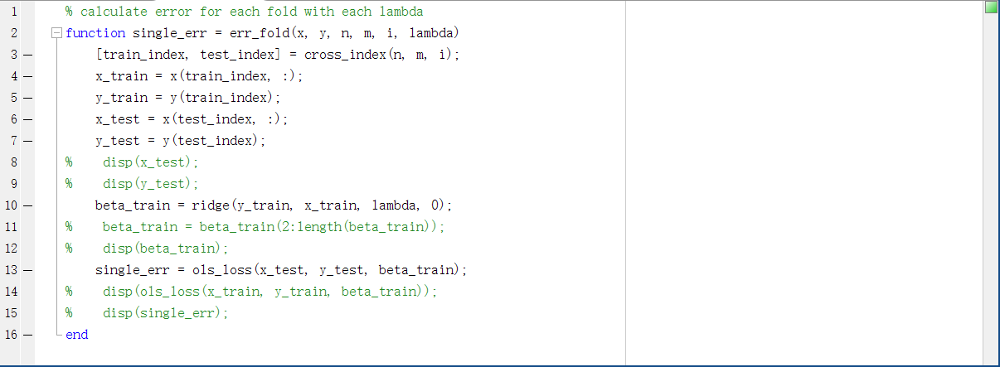 1 % calculate error for each fold with each lambda
2 function single_err = err_fold(x, y, n, m, i, lambda)
3 — [train_index, test_index] = cross_index(n, m, i);
4 — x_train = x(train_index, :);
5 — y_train = y(train_index);
6 — x_test = x(test_index, :);
7 — y_test = y(test_index);
8 % disp(x_test);
9 % disp(y_test);
10 — beta_train = ridge(y_train, x_train, lambda, 0);
11 % beta_train = beta_train(2:length(beta_train));
12 % disp(beta_train);
13 — single_err = ols_loss(x_test, y_test, beta_train);
14 % disp(ols_loss(x_train, y_train, beta_train));
15 % disp(single_err);
16 — end